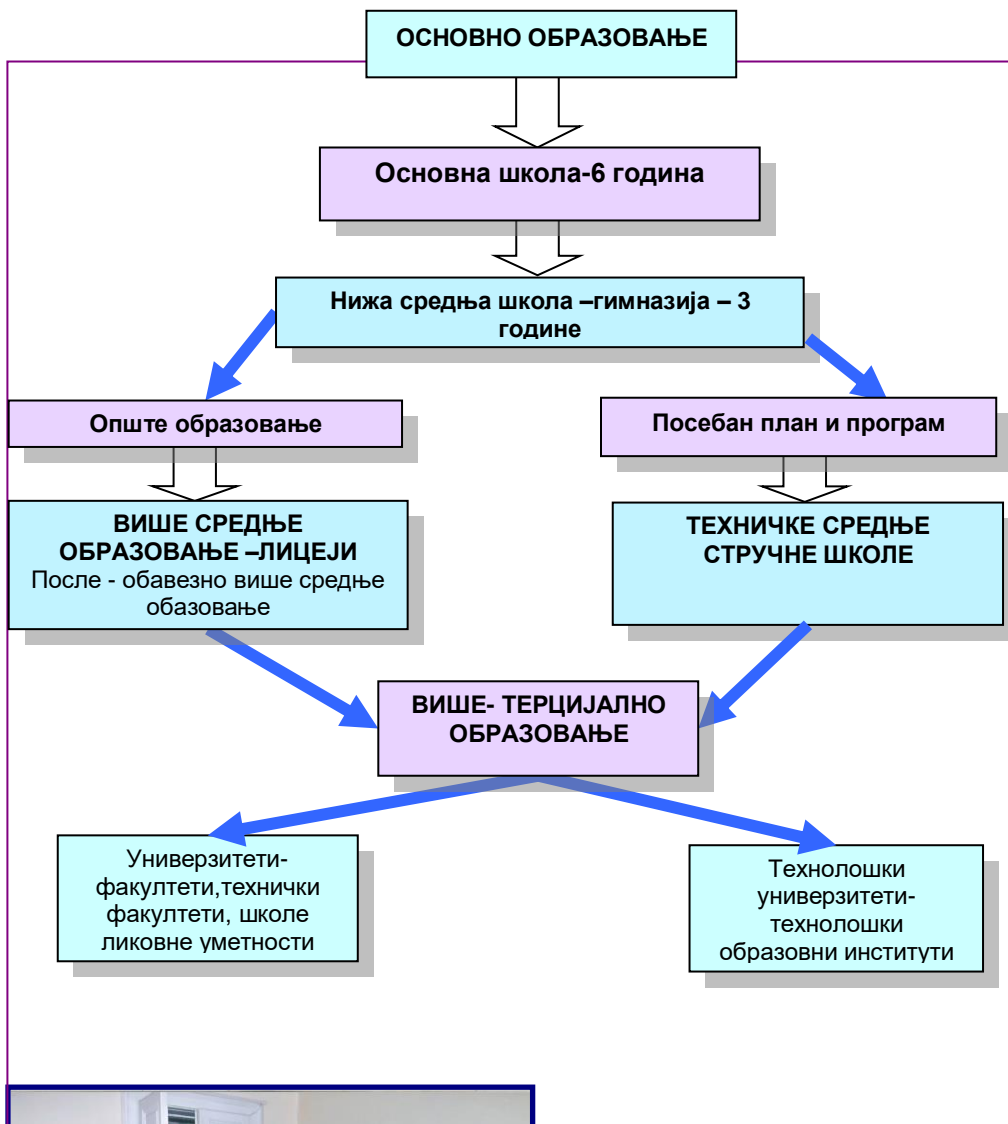 ОСНОВНО ОБРАЗОВАЊЕ
Основна школа-6 година
Нижа средња школа –гимназија – 3
године
Опште образовање
Посебан план и програм
ВИШЕ СРЕДЊЕ
ОБРАЗОВАЊЕ –ЛИЦЕЈИ
После - обавезно више средње
обазовање
ТЕХНИЧКЕ СРЕДЊЕ
СТРУЧНЕ ШКОЛЕ
ВИШЕ- ТЕРЦИЈАЛНО
ОБРАЗОВАЊЕ
Универзитети-
факултети,технички
факултети, школе
ликовне уметности
Технолошки
универзитети-
технолошки
образовни институти